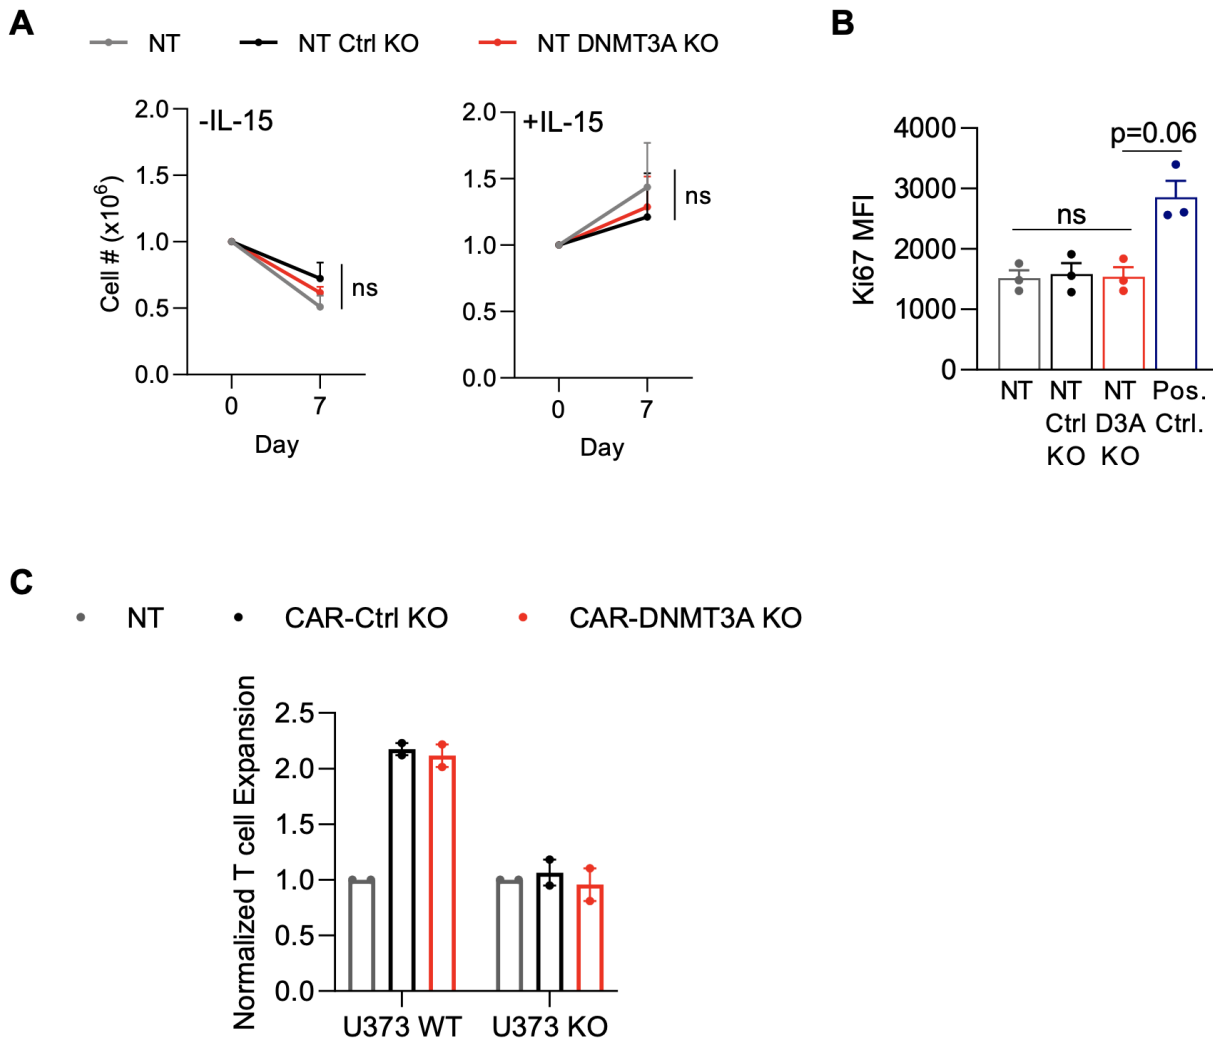 A
NT
NT Ctrl KO
NT DNMT3A KO
-IL-15
Cell # (x10⁶)
2.0
1.5
1.0
0.5
0.0
ns
0
7
Day
+IL-15
2.0
1.5
1.0
0.5
0.0
ns
0
7
Day
B
p=0.06
ns
Ki67 MFI
4000
3000
2000
1000
0
NT
NT
Ctrl
KO
NT
D3A
KO
Pos.
Ctrl.
C
NT
CAR-Ctrl KO
CAR-DNMT3A KO
Normalized T cell Expansion
2.5
2.0
1.5
1.0
0.5
0.0
U373 WT
U373 KO